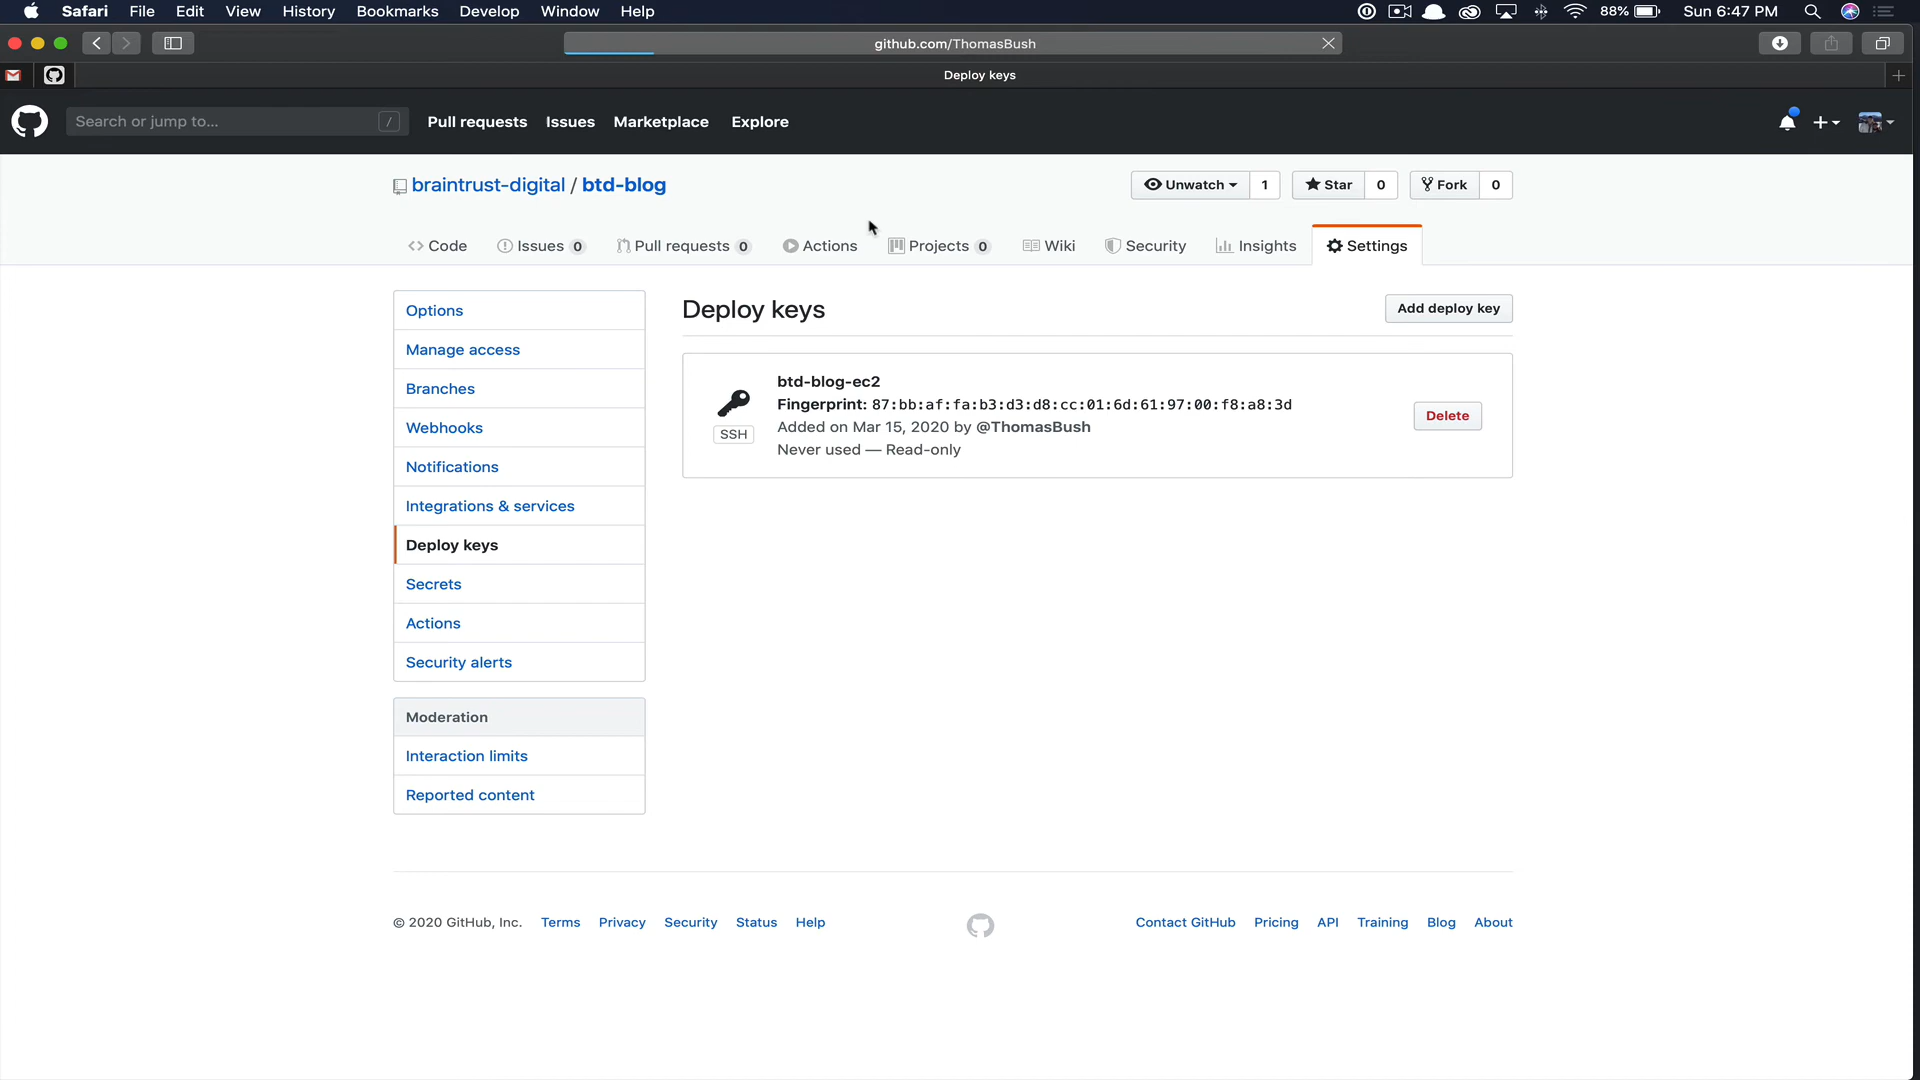 Safari File Edit View History Bookmarks Develop Window Help 88% Sun 6:47 PM
github.com/ThomasBush
Deploy keys
Search or jump to... / Pull requests Issues Marketplace Explore
braintrust-digital / btd-blog Unwatch 1 Star 0 Fork 0
Code Issues 0 Pull requests 0 Actions Projects 0 Wiki Security Insights Settings
Options
Manage access
Branches
Webhooks
Notifications
Integrations & services
Deploy keys
Secrets
Actions
Security alerts
Moderation
Interaction limits
Reported content
Deploy keys Add deploy key
btd-blog-ec2
Fingerprint: 87:bb:af:fa:b3:d3:d8:cc:01:6d:61:97:00:f8:a8:3d
Added on Mar 15, 2020 by @ThomasBush
Never used — Read-only
SSH
Delete
© 2020 GitHub, Inc. Terms Privacy Security Status Help Contact GitHub Pricing API Training Blog About